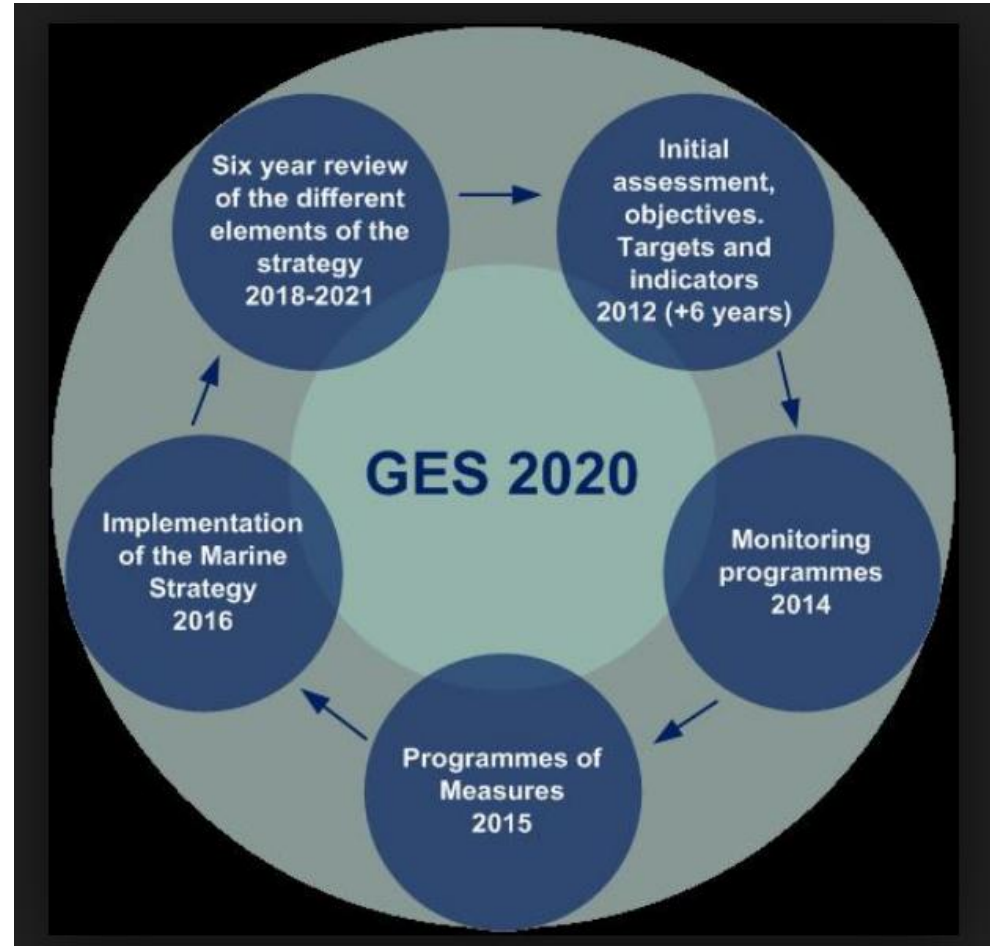 Six year review
of the different
elements of the
strategy
2018-2021
Initial
assessment,
objectives.
Targets and
indicators
2012 (+6 years)
GES 2020
Implementation
of the Marine
Strategy
2016
Monitoring
programmes
2014
Programmes of
Measures
2015